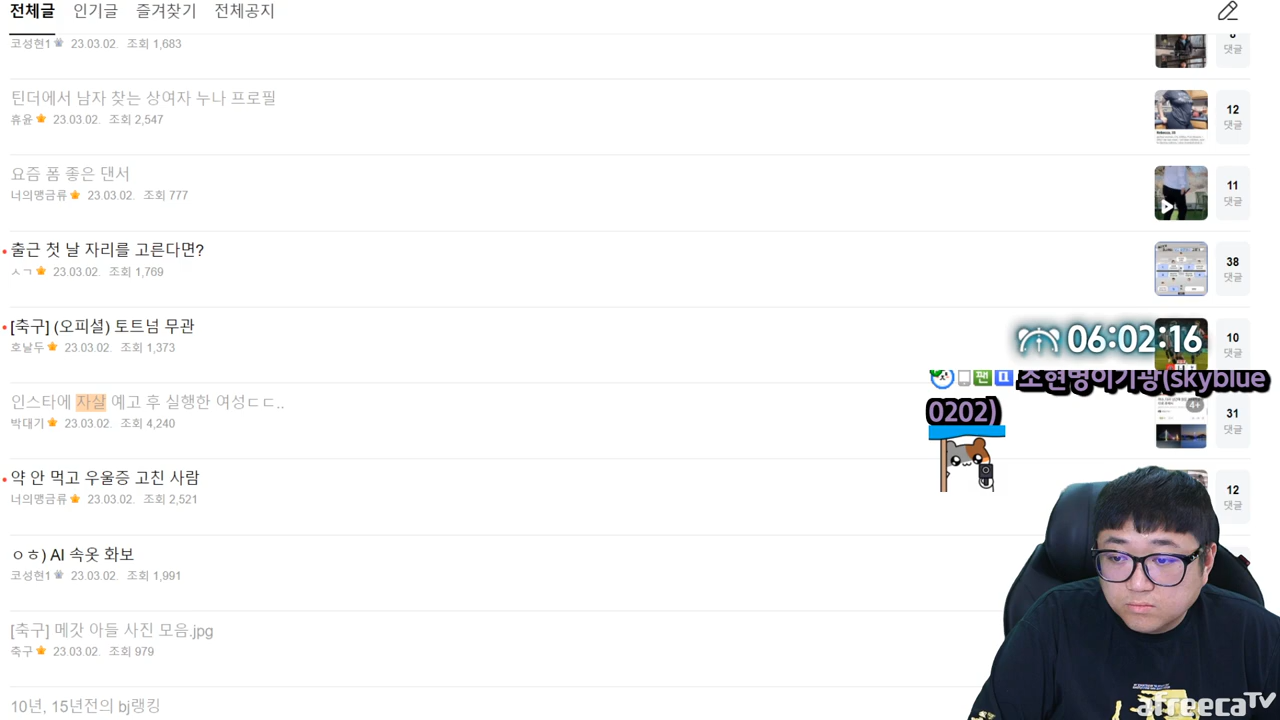 전체글 인기글 즐겨찾기 전체공지
코성현1 23.03.02. 조회 1,683
댓글
틴더에서 남자 찾는 상여자 누나 프로필
휴윤 23.03.02. 조회 2,547
12
댓글
요즘 폼 좋은 댄서
너의맹금류 23.03.02. 조회 777
11
댓글
출근 첫 날 자리를 고른다면?
ㅅㄱ 23.03.02. 조회 1,769
38
댓글
[축구] (오피셜) 토트넘 무관
호날두 23.03.02. 조회 1,373
06:02:16
10
댓글
조현명이기광(skyblue
0202)
인스타에 자살 예고 후 실행한 여성ㄷㄷ..
23.03.02. 조회 4,240
4+
31
댓글
약 안 먹고 우울증 고친 사람
너의맹금류 23.03.02. 조회 2,521
12
댓글
ㅇㅎ) AI 속옷 화보
코성현1 23.03.02. 조회 1,991
[축구] 메갓 아들 사진 모음.jpg
축구 23.03.02. 조회 979
10년, 15년전의 bj랭킹
afreecaTV